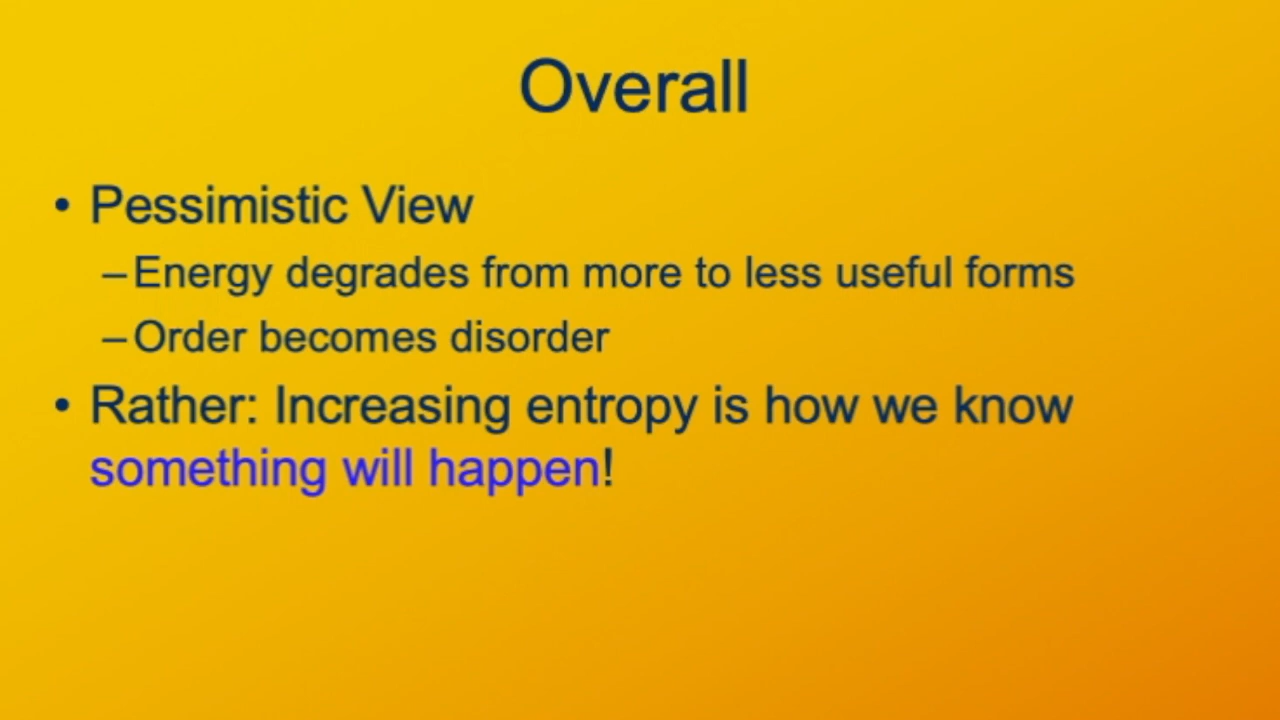 Overall
• Pessimistic View
–Energy degrades from more to less useful forms
–Order becomes disorder
• Rather: Increasing entropy is how we know
something will happen!